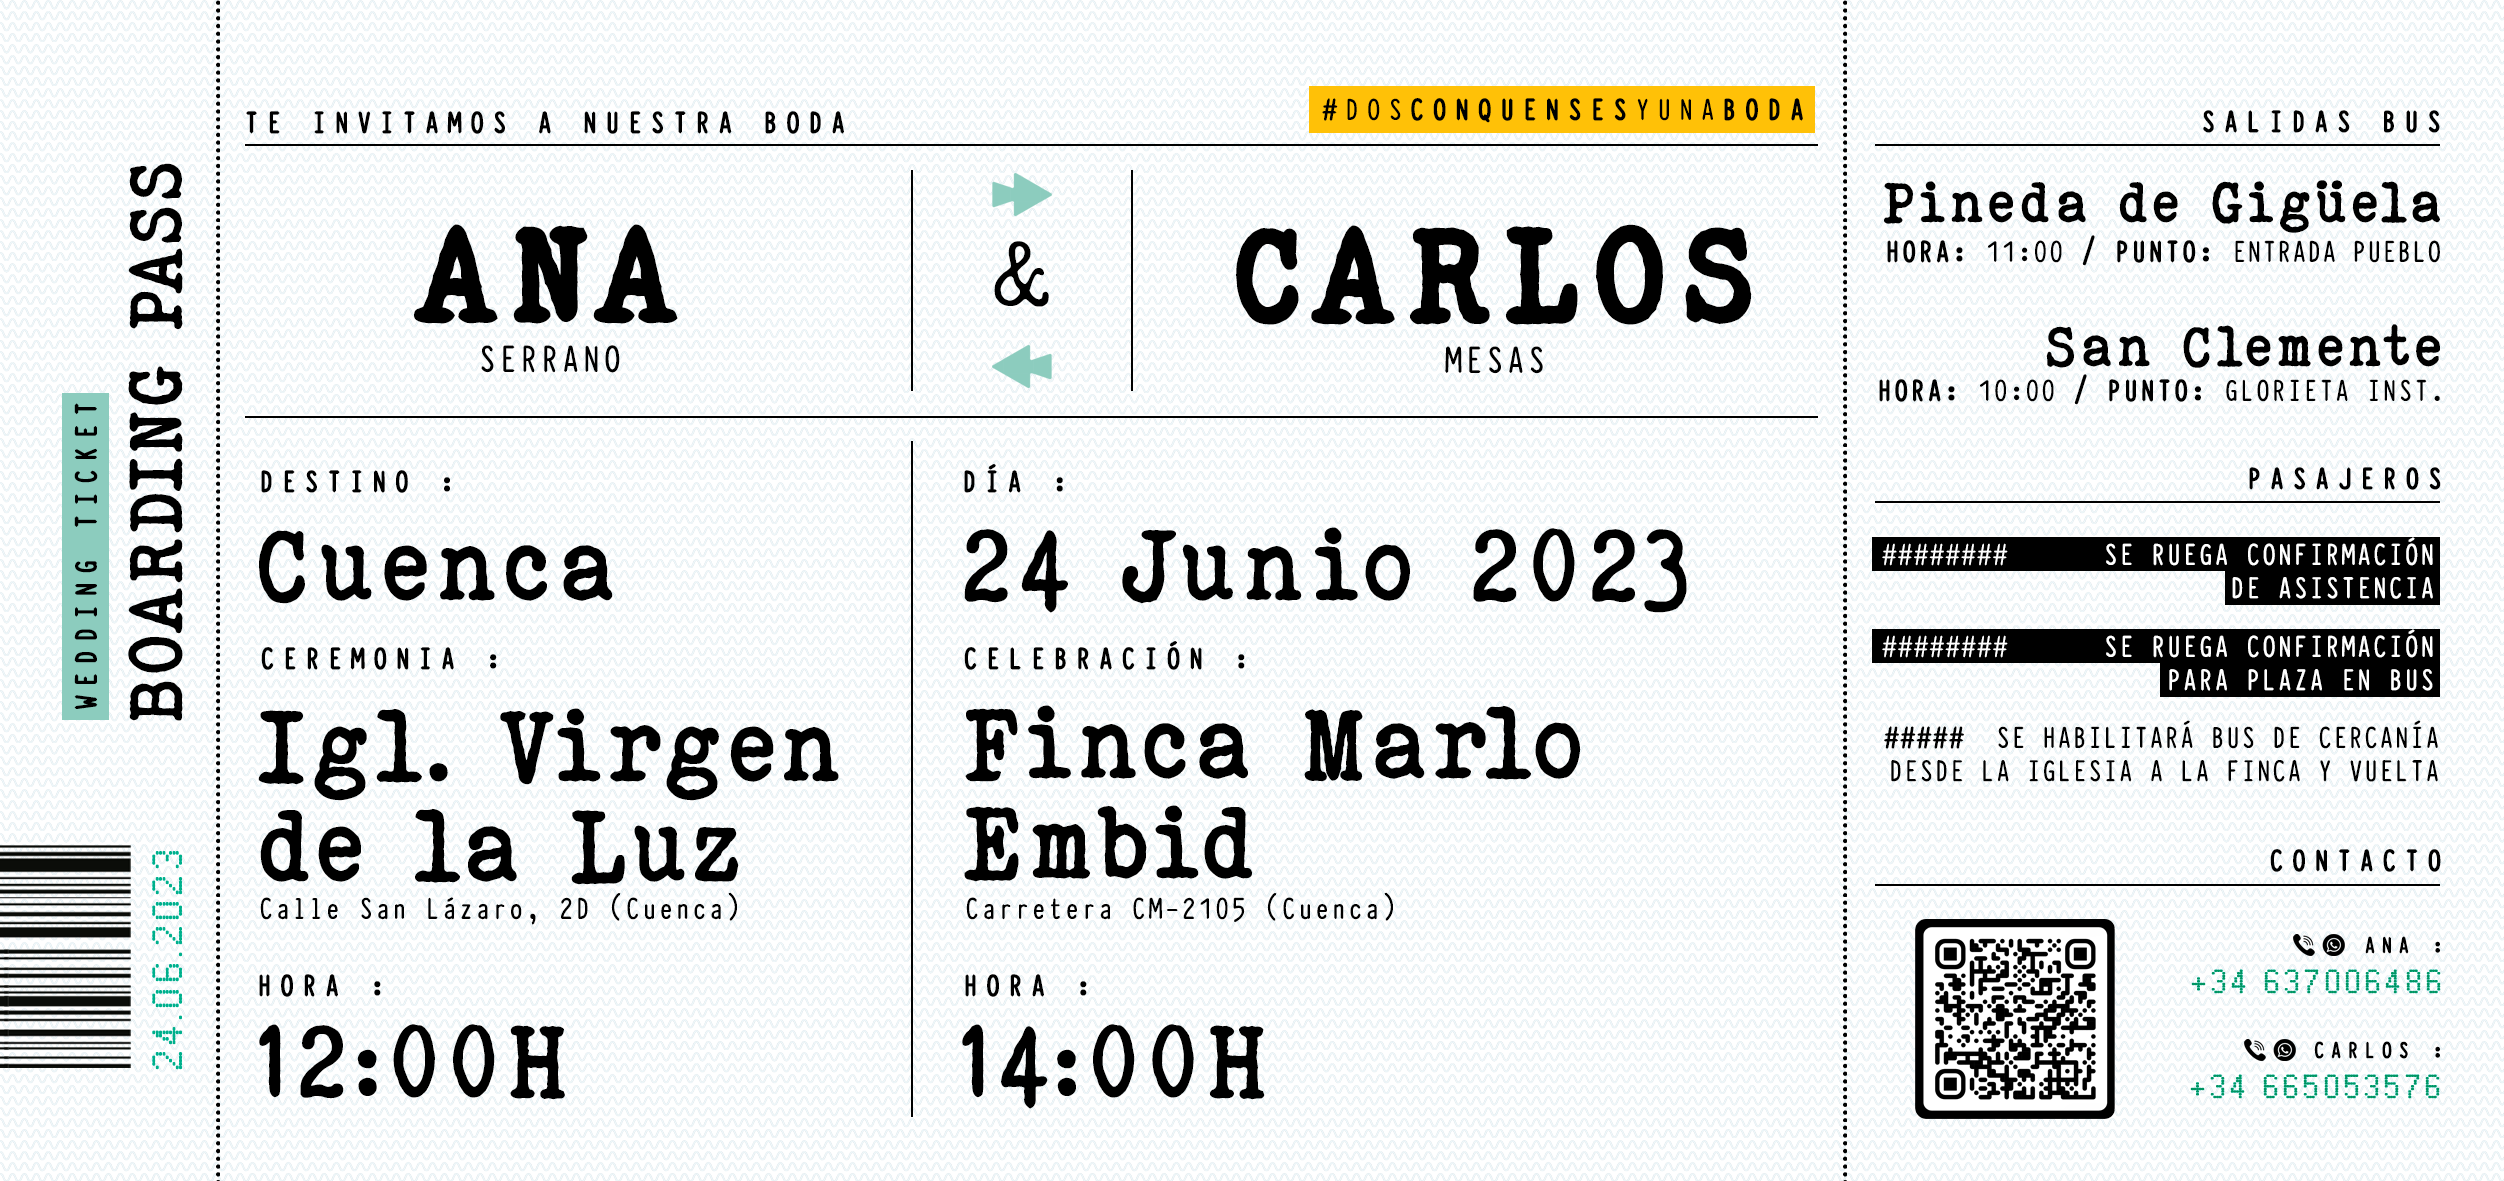 WEDDING TICKET
BOARDING PASS
24.06.2023
TE INVITAMOS A NUESTRA BODA
#DOSCONQUENSESYUNABODA
ANA
SERRANO
&
CARLOS
MESAS
DESTINO :
Cuenca
CEREMONIA :
Igl. Virgen
de la Luz
Calle San Lázaro, 2D (Cuenca)
HORA :
12:00H
DÍA :
24 Junio 2023
CELEBRACIÓN :
Finca Marlo
Embid
Carretera CM-2105 (Cuenca)
HORA :
14:00H
SALIDAS BUS
Pineda de Gigüela
HORA: 11:00 / PUNTO: ENTRADA PUEBLO
San Clemente
HORA: 10:00 / PUNTO: GLORIETA INST.
PASAJEROS
######## SE RUEGA CONFIRMACIÓN
DE ASISTENCIA
######## SE RUEGA CONFIRMACIÓN
PARA PLAZA EN BUS
##### SE HABILITARÁ BUS DE CERCANÍA
DESDE LA IGLESIA A LA FINCA Y VUELTA
CONTACTO
ANA :
+34 637006486
CARLOS :
+34 665053576